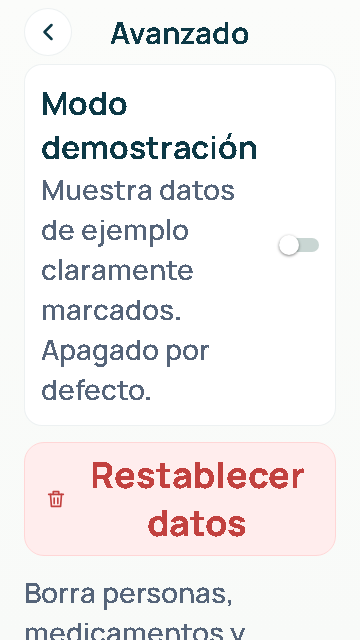 Avanzado
Modo
demostración
Muestra datos
de ejemplo
claramente
marcados.
Apagado por
defecto.
Restablecer
datos
Borra personas,
medicamentos y